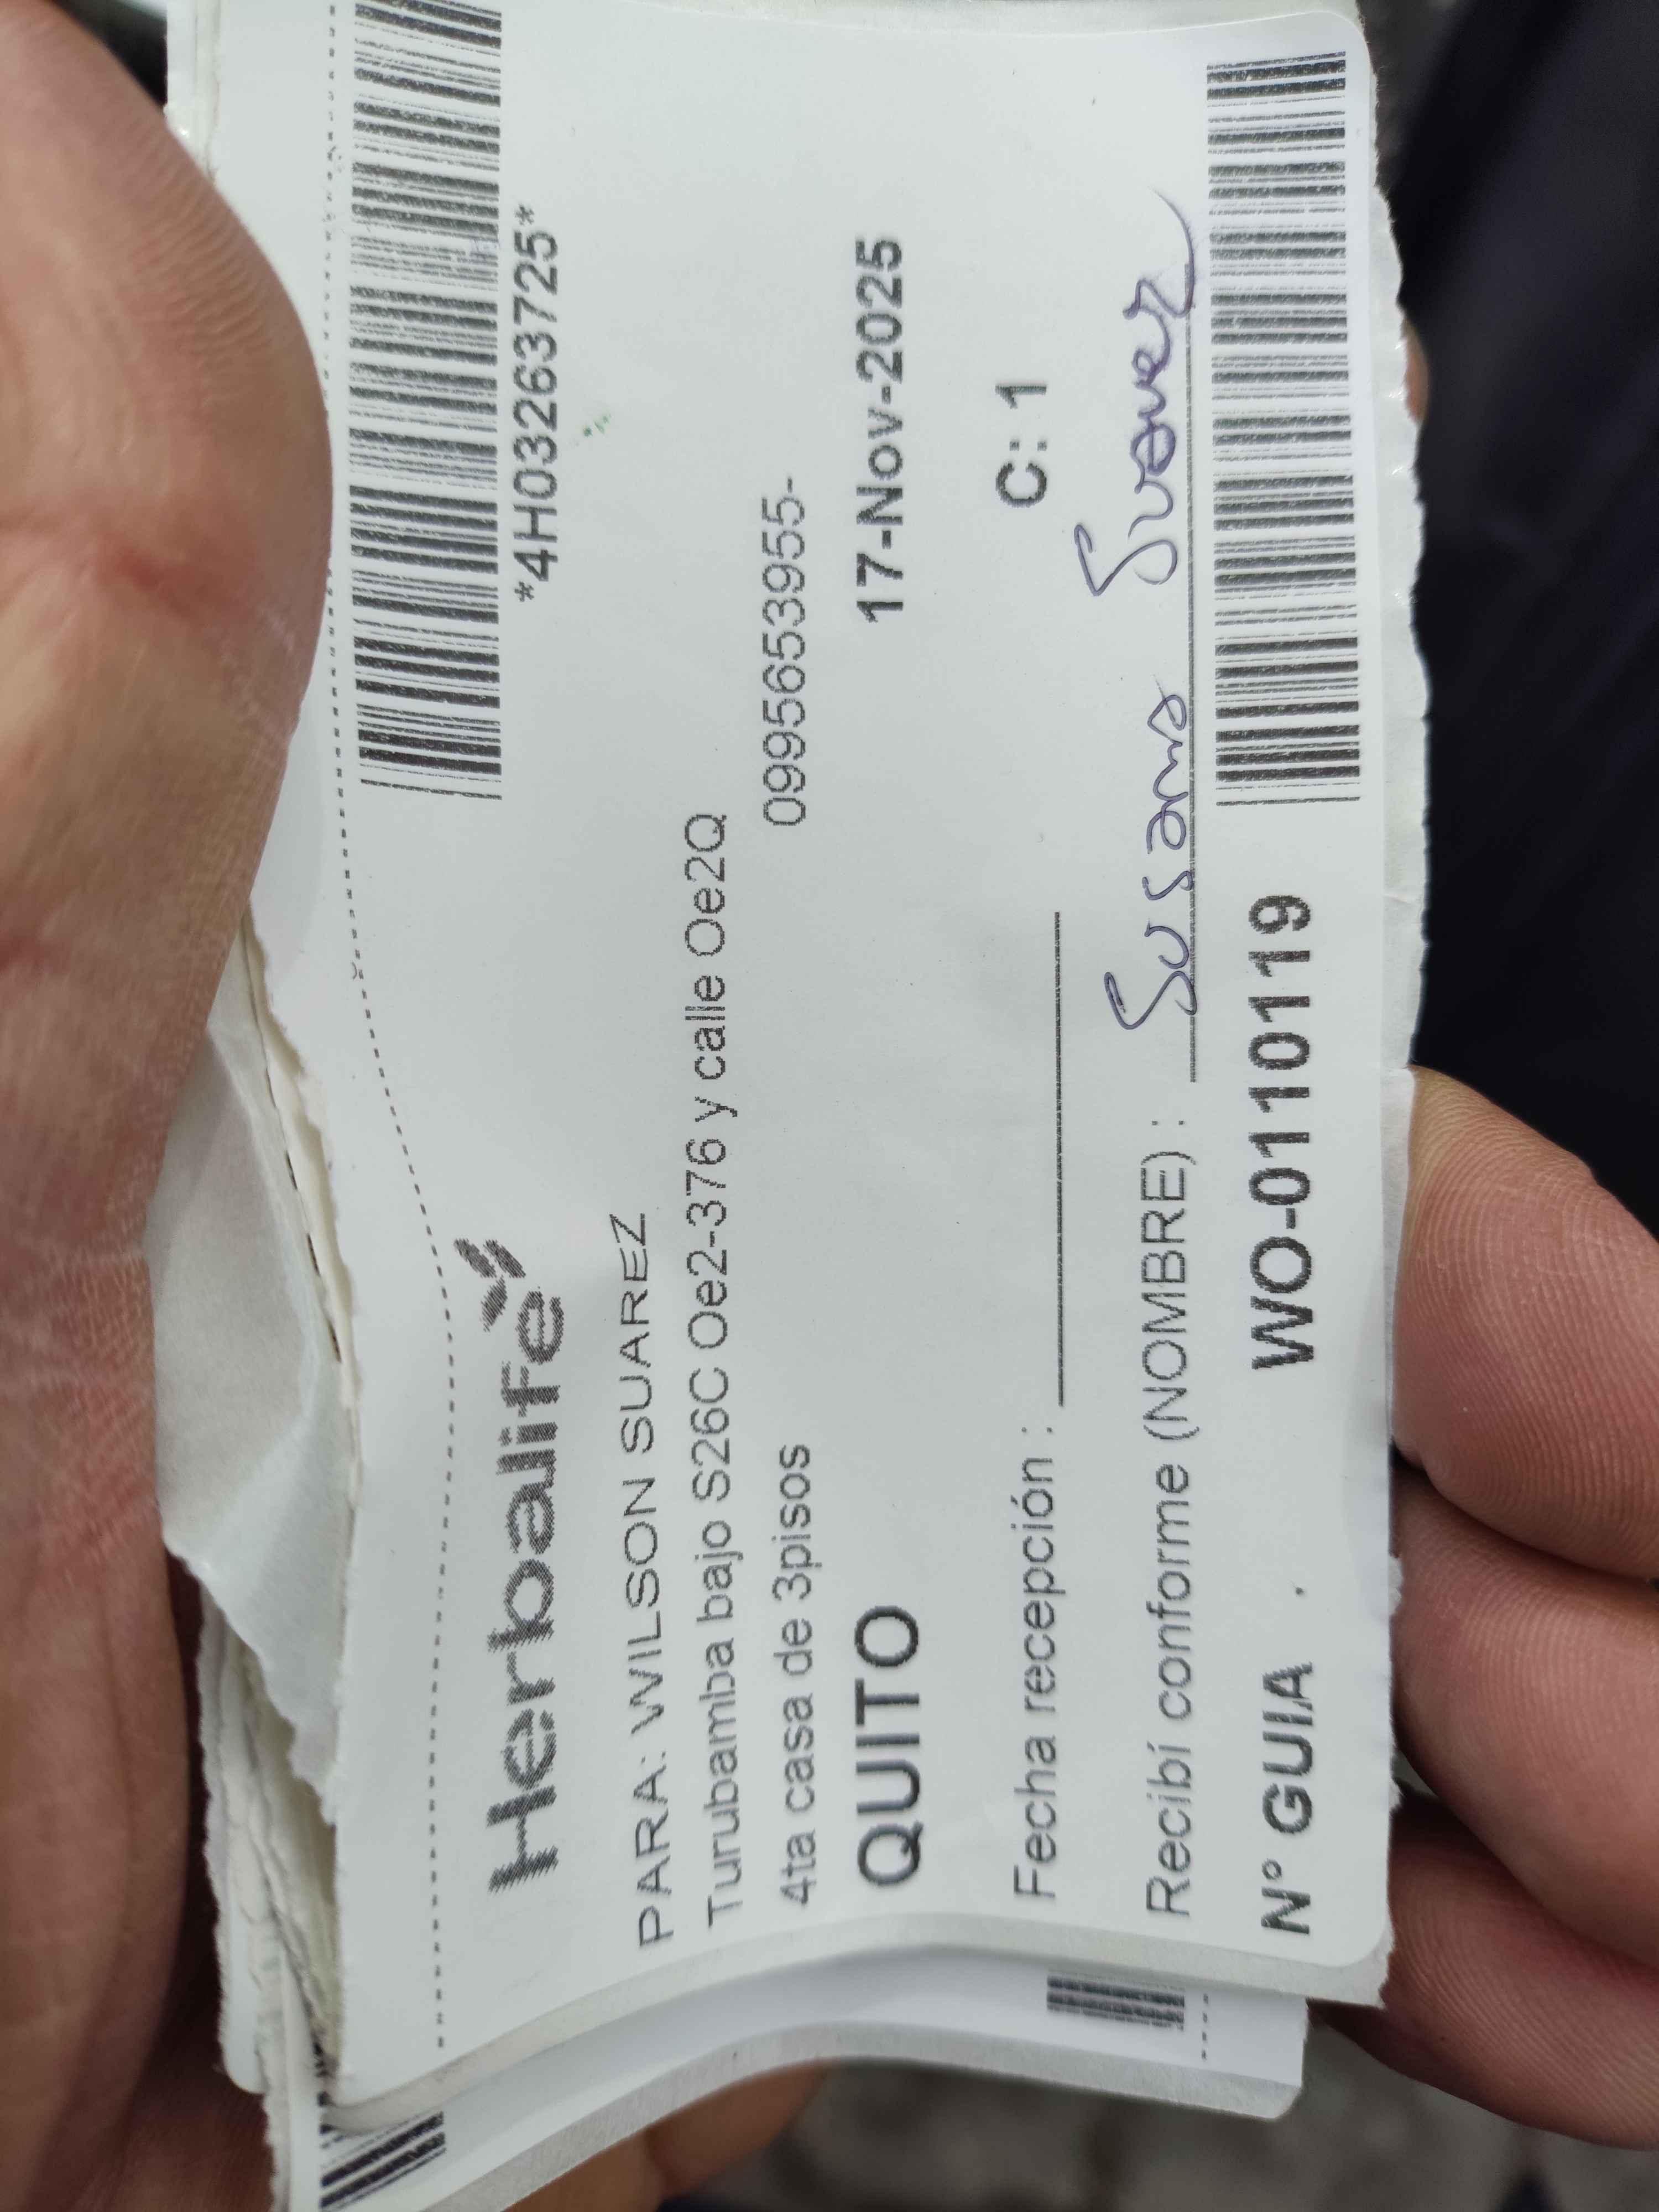 *4H03263725*
Herbalife
PARA: WILSON SUAREZ
Turubamba bajo S26C Oe2-376 y calle Oe2Q
4ta casa de 3pisos 0995653955-
QUITO 17-Nov-2025
Fecha recepción : C: 1
Recibí conforme (NOMBRE) : Susana Suarez
N° GUIA . WO-0110119